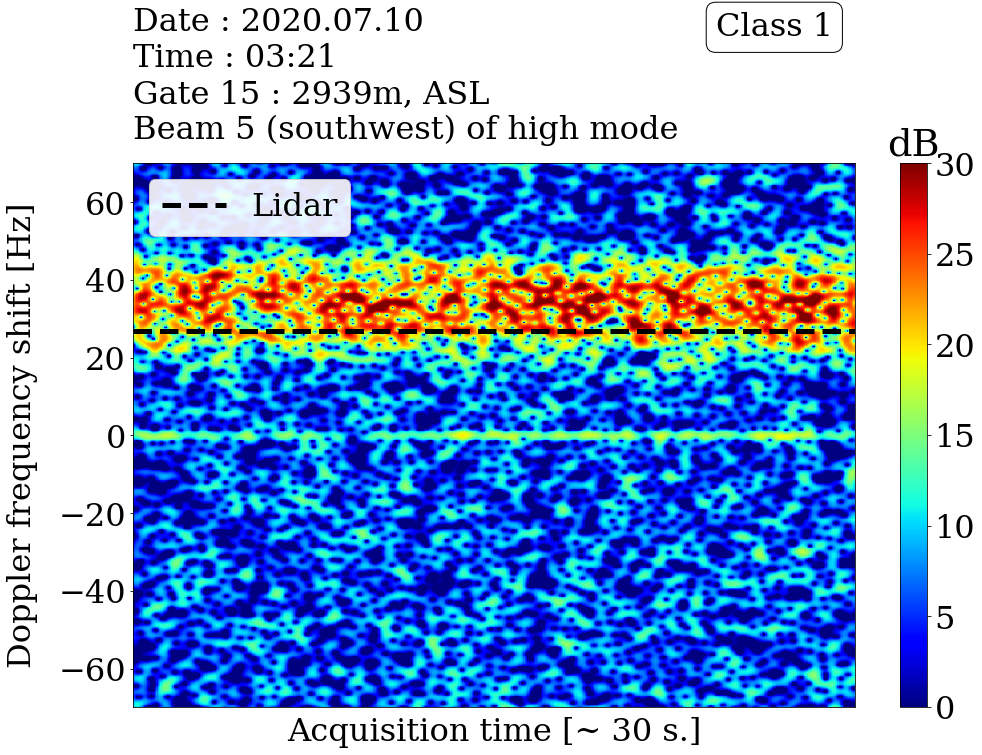 Date : 2020.07.10
Class 1
Time : 03:21
Gate 15 : 2939m, ASL
Beam 5 (southwest) of high mode
dB
Lidar
Doppler frequency shift [Hz]
60
40
20
0
−20
−40
−60
30
25
20
15
10
5
0
Acquisition time [~ 30 s.]